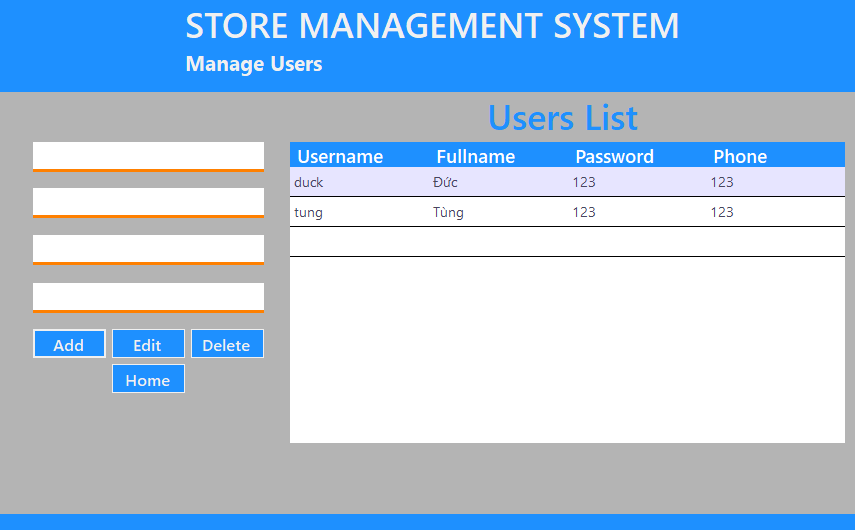 STORE MANAGEMENT SYSTEM
Manage Users
Users List
Username Fullname Password Phone
duck Đức 123 123
tung Tùng 123 123
Add Edit Delete
Home